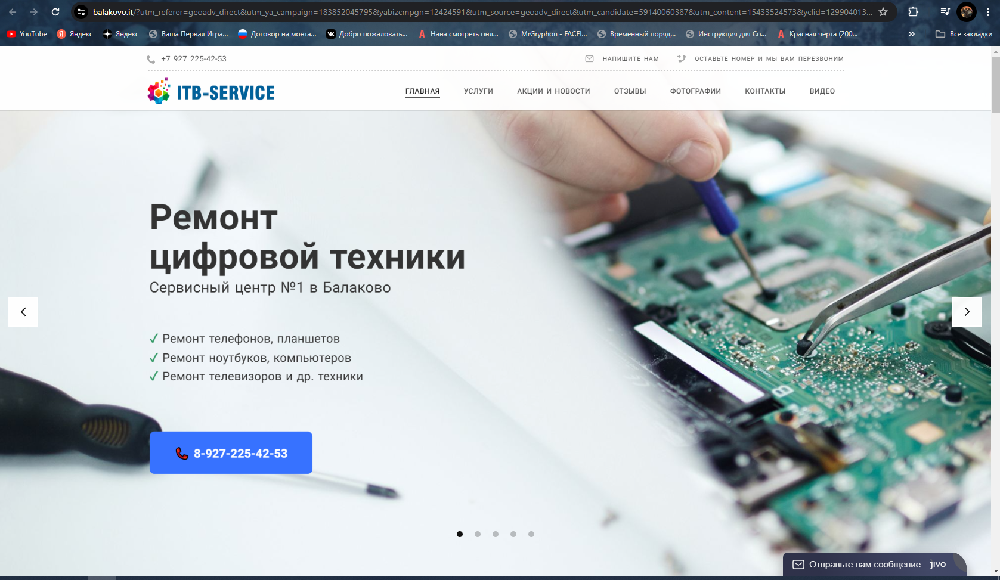 balakovo.it/?utm_referer=geoadv_direct&utm_ya_campaign=183852045795&yabizcmpgn=12424591&utm_source=geoadv_direct&utm_candidate=59140060387&utm_content=15433524573&yclid=129904013...
YouTube
Яндекс
Яндекс
Ваша Первая Игра...
Договор на монта...
Добро пожаловать...
Нана смотреть онл...
MrGryphon - FACEI...
Временный поряд...
Инструкция для Со...
Красная черта (200...
»
Все закладки
+7 927 225-42-53
НАПИШИТЕ НАМ
ОСТАВЬТЕ НОМЕР И МЫ ВАМ ПЕРЕЗВОНИМ
ITB-SERVICE
ГЛАВНАЯ
УСЛУГИ
АКЦИИ И НОВОСТИ
ОТЗЫВЫ
ФОТОГРАФИИ
КОНТАКТЫ
ВИДЕО
Ремонт
цифровой техники
Сервисный центр №1 в Балаково
✓ Ремонт телефонов, планшетов
✓ Ремонт ноутбуков, компьютеров
✓ Ремонт телевизоров и др. техники
8-927-225-42-53
Отправьте нам сообщение
jivo